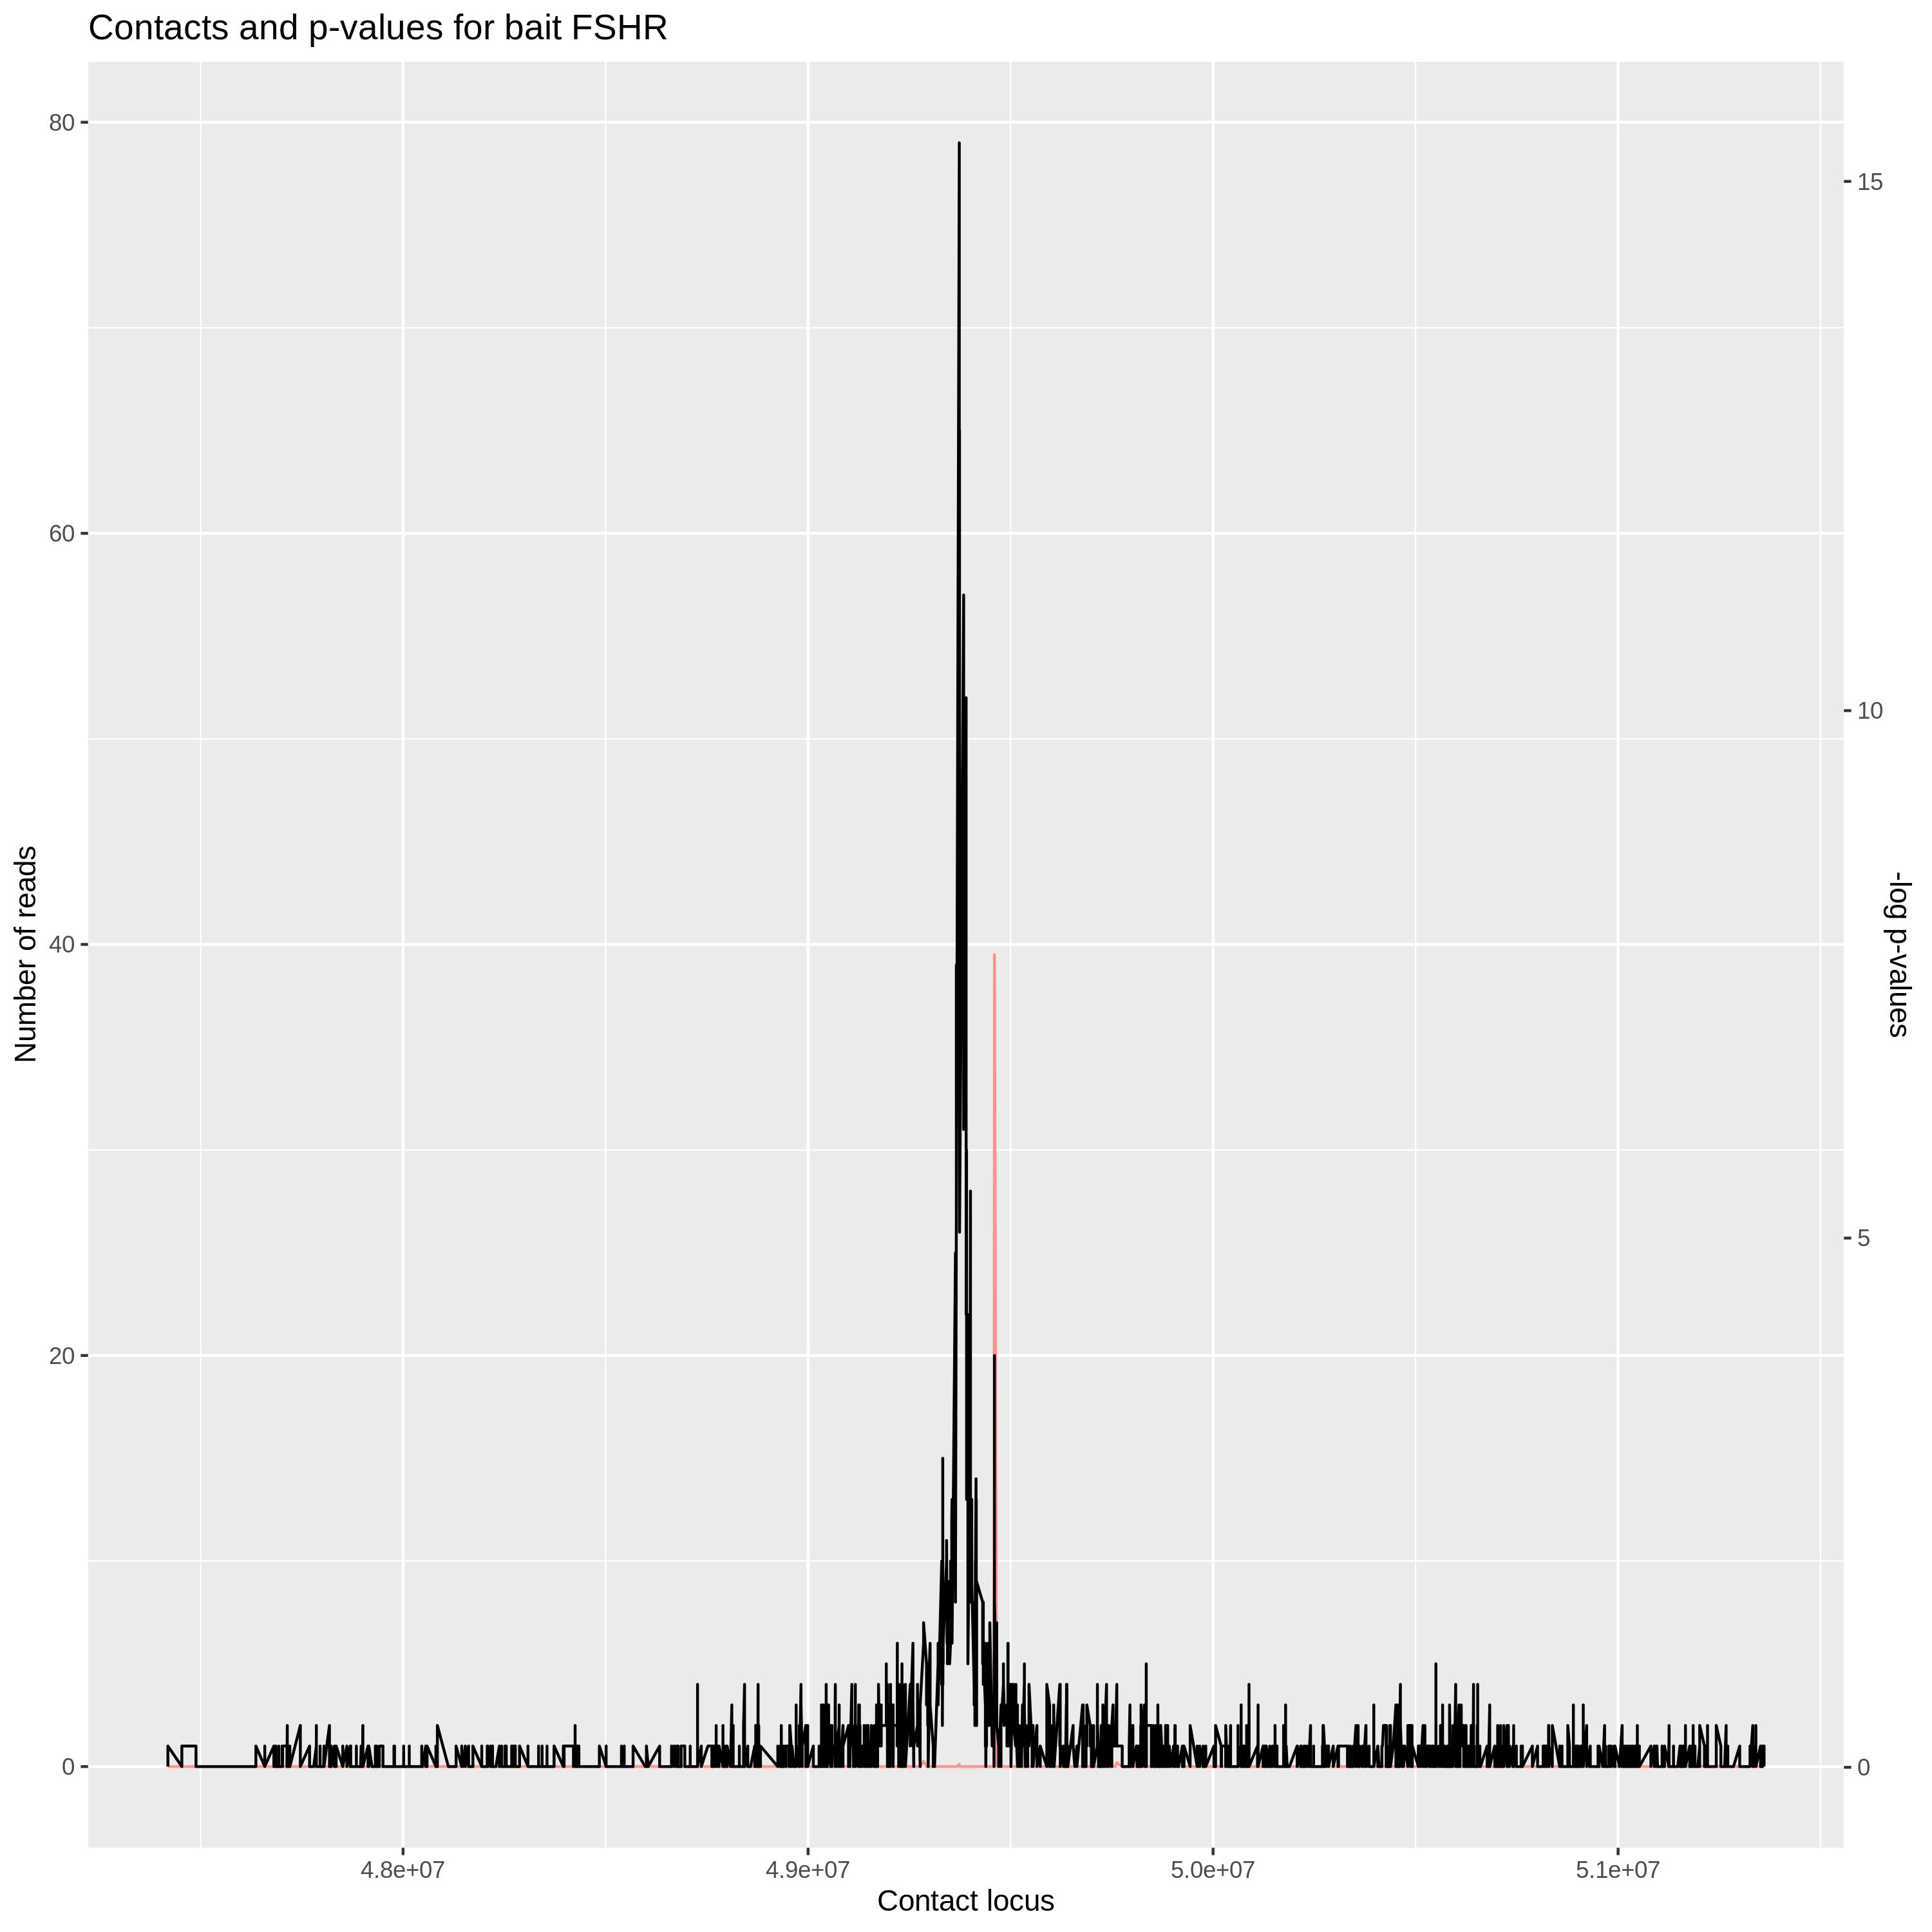 Contacts and p-values for bait FSHR
80
60
40
20
0
Number of reads
15
10
5
0
-log p-values
4.8e+07
4.9e+07
5.0e+07
5.1e+07
Contact locus